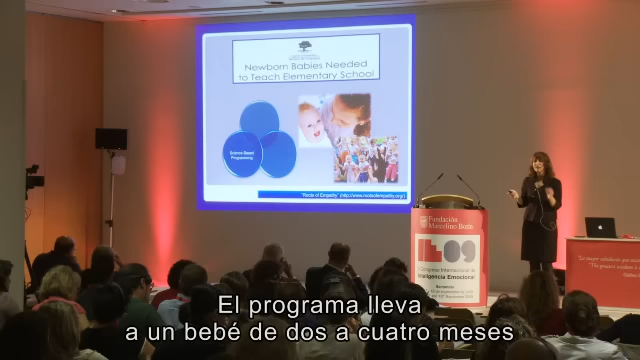 Newborn Babies Needed
to Teach Elementary School
Science Based
Programming
"Roots of Empathy" (http://www.rootsofempathy.org/)
Fundación
Marcelino Botín
09
Congreso Internacional de
Inteligencia Emocional
Santander
El programa lleva
a un bebé de dos a cuatro meses